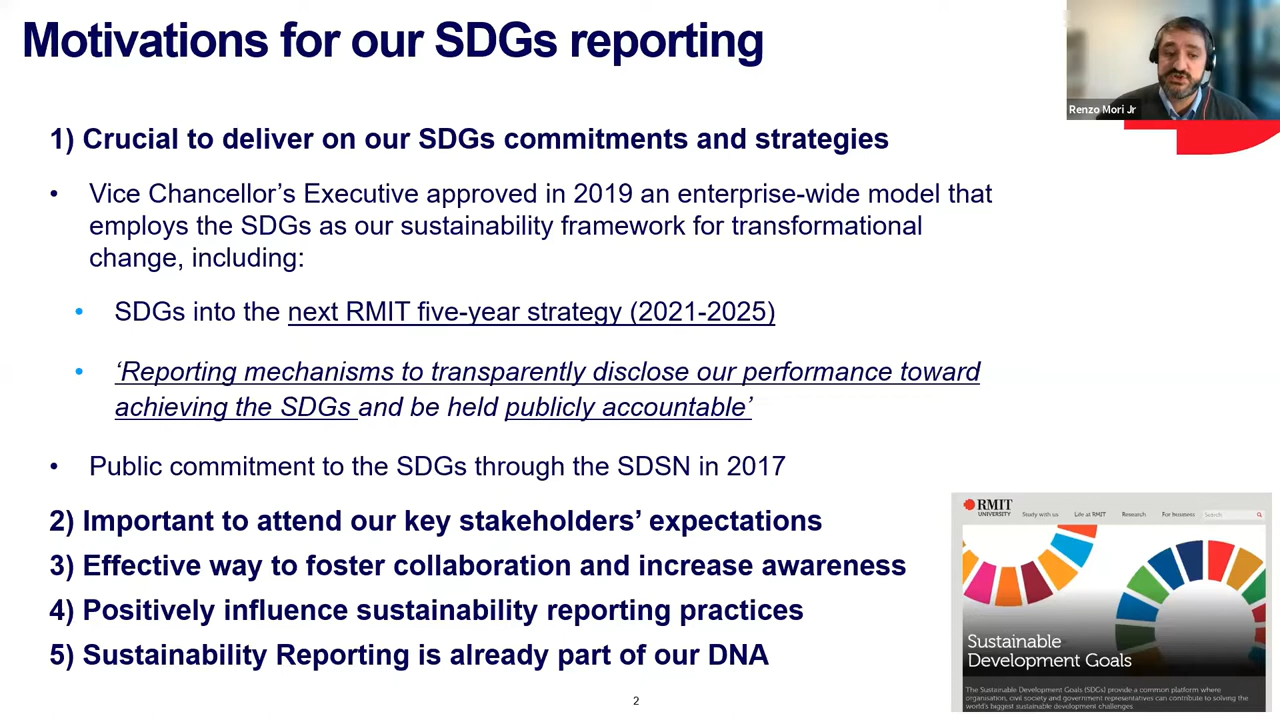 Motivations for our SDGs reporting
Renzo Mori Jr
1) Crucial to deliver on our SDGs commitments and strategies
• Vice Chancellor’s Executive approved in 2019 an enterprise-wide model that
employs the SDGs as our sustainability framework for transformational
change, including:
• SDGs into the next RMIT five-year strategy (2021-2025)
• ‘Reporting mechanisms to transparently disclose our performance toward
achieving the SDGs and be held publicly accountable’
• Public commitment to the SDGs through the SDSN in 2017
2) Important to attend our key stakeholders’ expectations
3) Effective way to foster collaboration and increase awareness
4) Positively influence sustainability reporting practices
5) Sustainability Reporting is already part of our DNA
RMIT
UNIVERSITY
Study with us Life at RMIT Research For business Search
Sustainable
Development Goals
The Sustainable Development Goals (SDGs) provide a common platform where
organisation, civil society and government representatives can contribute to solving the
world's biggest sustainable development challenges.
2